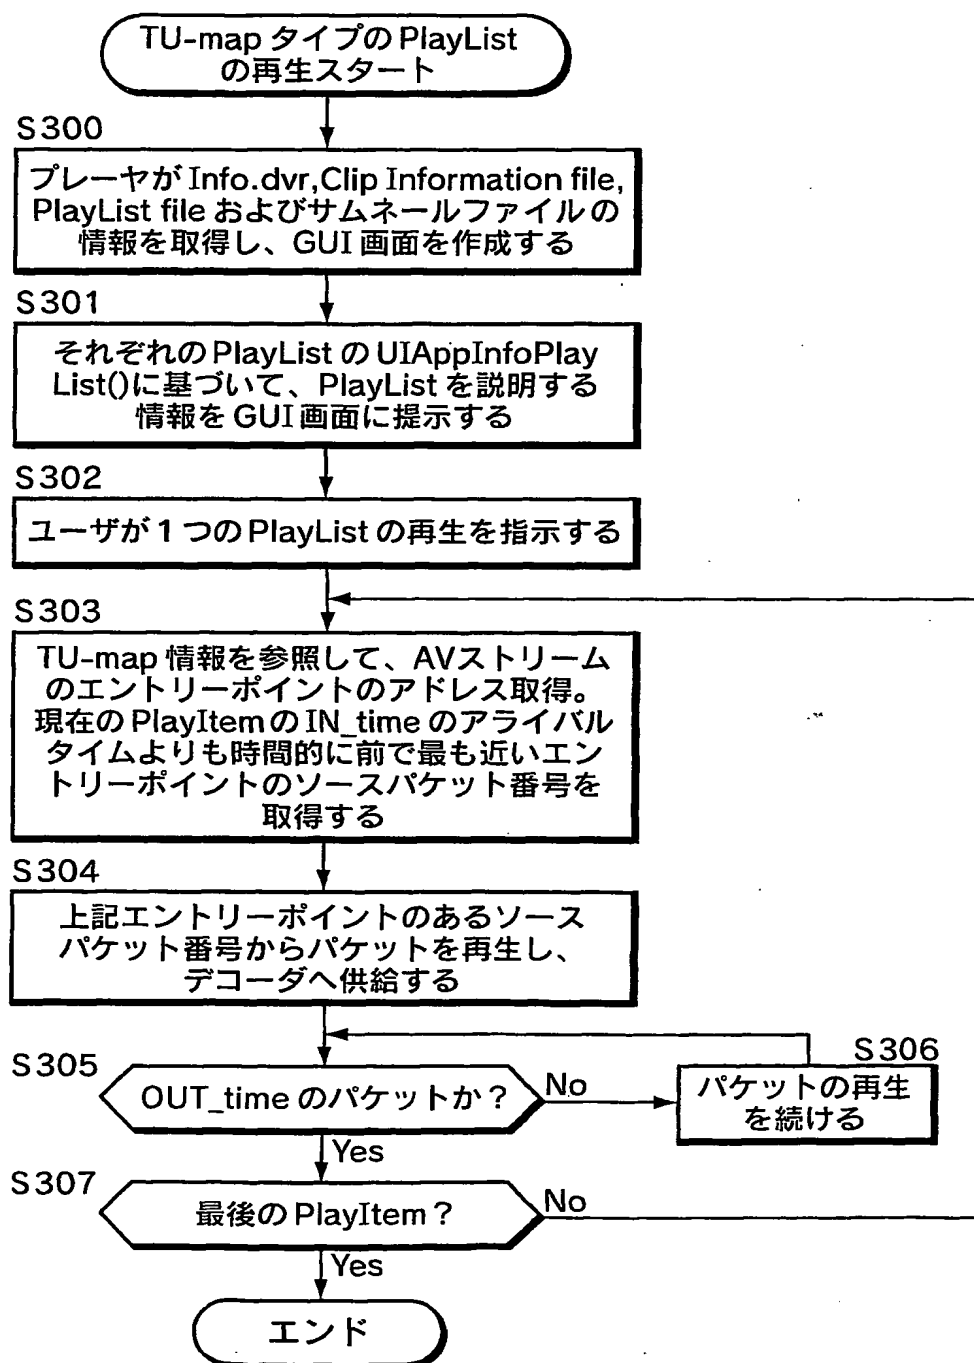 TU-map タイプの PlayList
の再生スタート
S300
プレーヤが Info.dvr,Clip Information file,
PlayList file およびサムネールファイルの
情報を取得し、GUI 画面を作成する
S301
それぞれの PlayList の UIAppInfoPlay
List()に基づいて、PlayList を説明する
情報を GUI 画面に提示する
S302
ユーザが 1 つの PlayList の再生を指示する
S303
TU-map 情報を参照して、AVストリーム
のエントリーポイントのアドレス取得。
現在の PlayItem の IN_time のアライバル
タイムよりも時間的に前で最も近いエン
トリーポイントのソースパケット番号を
取得する
S304
上記エントリーポイントのあるソース
パケット番号からパケットを再生し、
デコーダへ供給する
S305
OUT_time のパケットか？
No
S306
パケットの再生
を続ける
Yes
S307
最後の PlayItem？
No
Yes
エンド